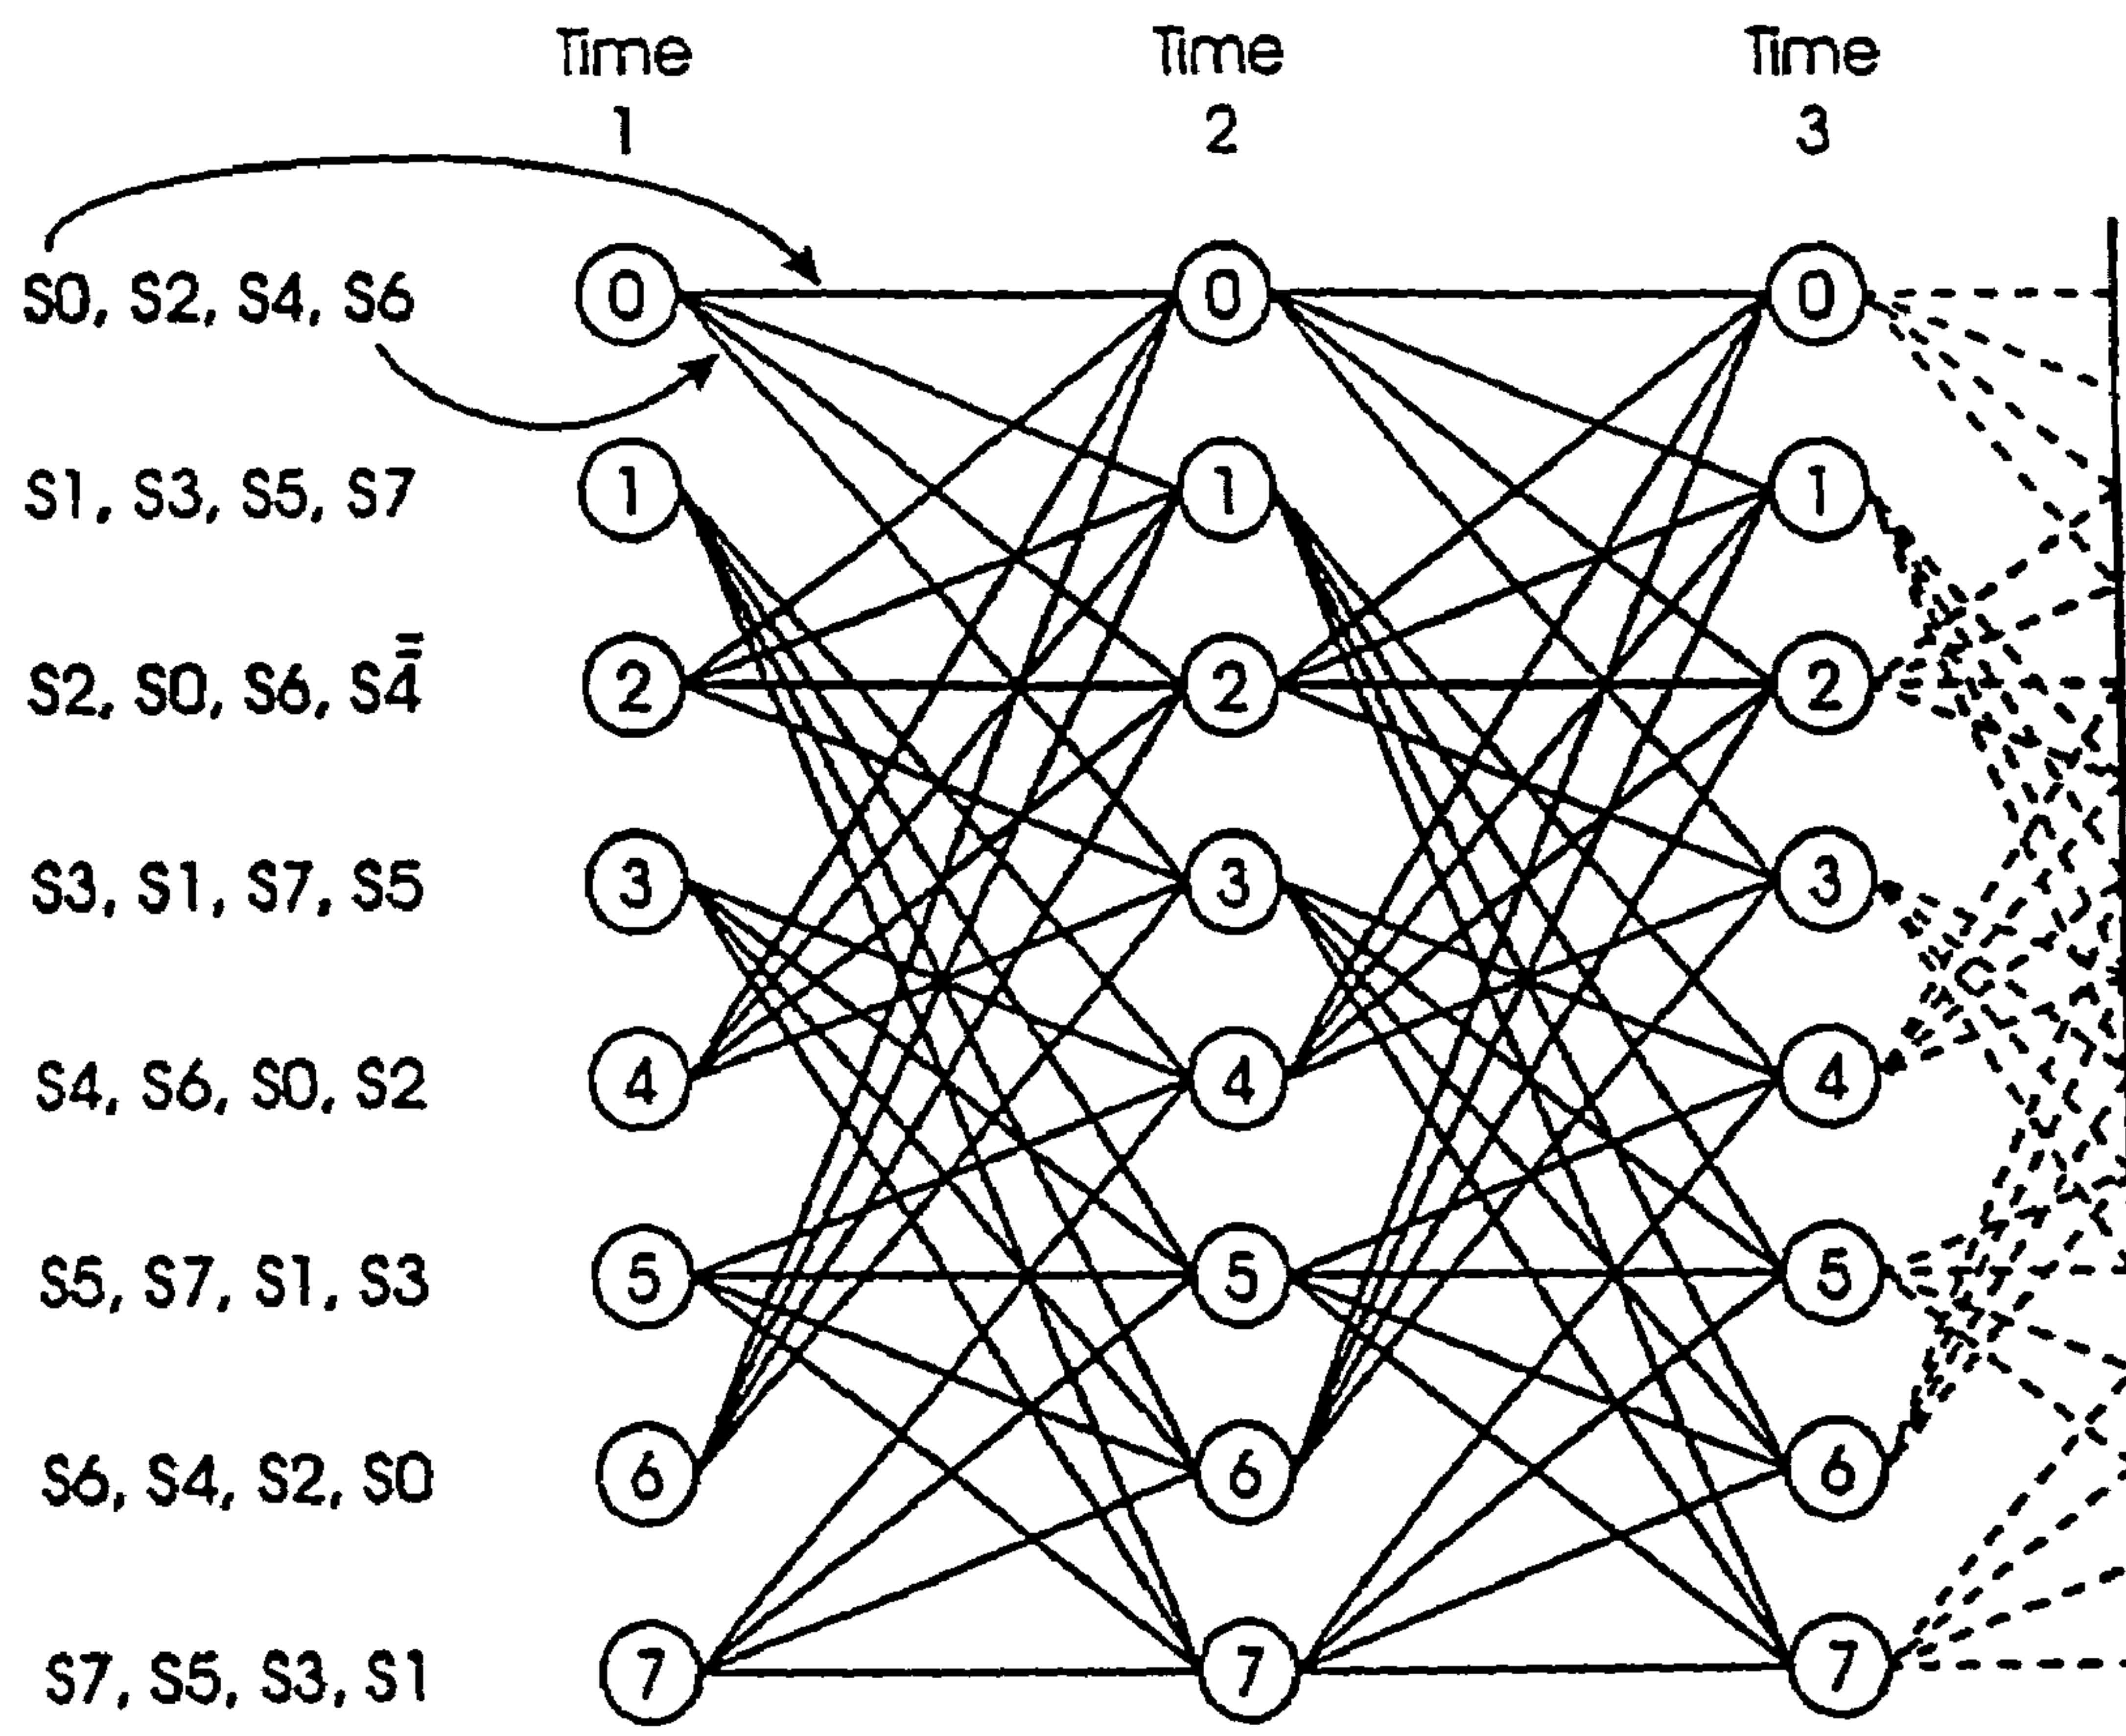 Time Time Time
1 2 3
S0, S2, S4, S6 0 0 0
S1, S3, S5, S7 1 1 1
S2, S0, S6, S4 2 2 2
S3, S1, S7, S5 3 3 3
S4, S6, S0, S2 4 4 4
S5, S7, S1, S3 5 5 5
S6, S4, S2, S0 6 6 6
S7, S5, S3, S1 7 7 7